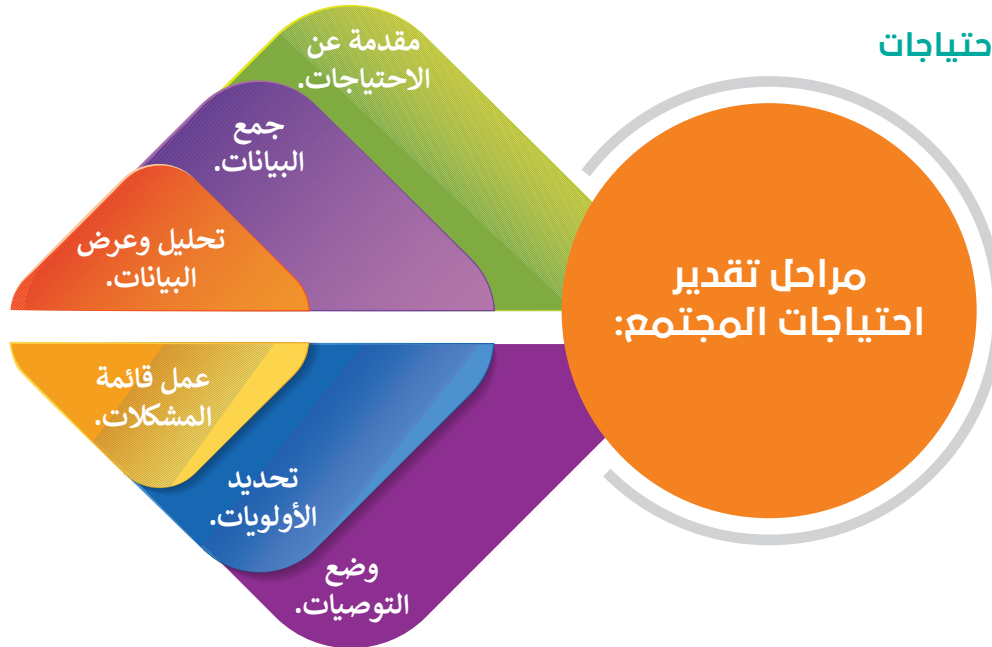 حتياجات
مراحل تقدير
احتياجات المجتمع:
مقدمة عن
الاحتياجات.
جمع
البيانات.
تحليل وعرض
البيانات.
عمل قائمة
المشكلات.
تحديد
الأولويات.
وضع
التوصيات.